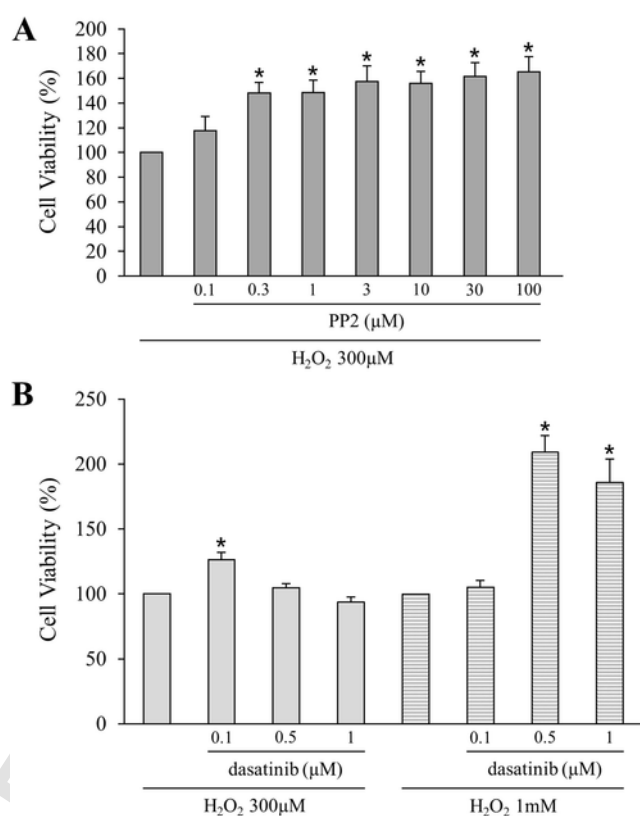 A
Cell Viability (%)
200
180
160
140
120
100
80
60
40
20
0
* * * * * *
0.1 0.3 1 3 10 30 100
PP2 (µM)
H₂O₂ 300µM
B
Cell Viability (%)
250
200
150
100
50
0
* * *
0.1 0.5 1 0.1 0.5 1
dasatinib (µM) dasatinib (µM)
H₂O₂ 300µM H₂O₂ 1mM